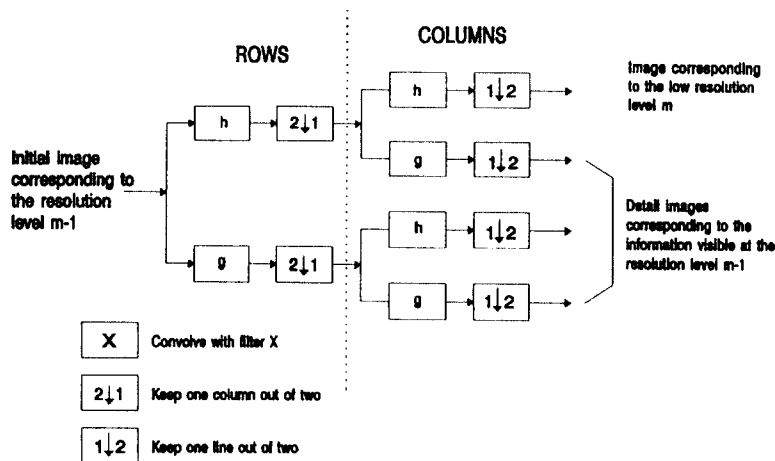 ROWS
COLUMNS
h
1↓2
Image corresponding
to the low resolution
level m
h
2↓1
g
1↓2
Initial image
corresponding to
the resolution
level m-1
h
1↓2
Detail images
corresponding to the
information visible at the
resolution level m-1
g
2↓1
g
1↓2
X
Convolve with filter X
2↓1
Keep one column out of two
1↓2
Keep one line out of two